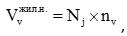 Vᵥжил.н. = Nⱼ×nᵥ,